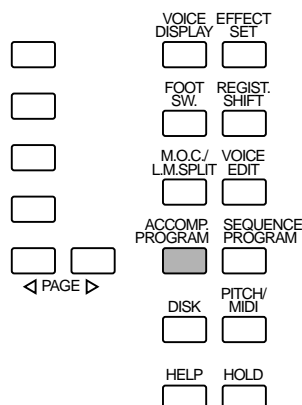 VOICE DISPLAY
EFFECT SET
FOOT SW.
REGIST. SHIFT
M.O.C./ L.M.SPLIT
VOICE EDIT
ACCOMP. PROGRAM
SEQUENCE PROGRAM
◁ PAGE ▷
DISK
PITCH/ MIDI
HELP
HOLD